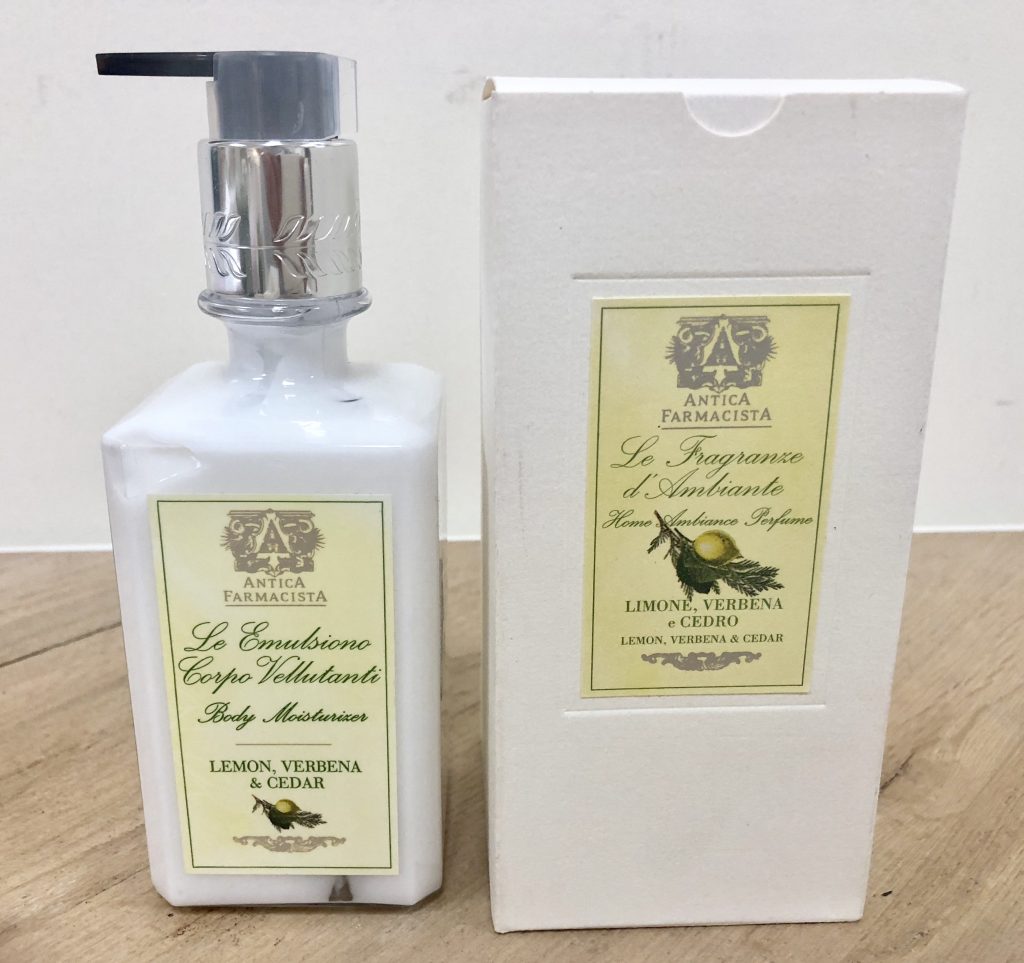 A
ANTICA
FARMACISTA
Le Emulsiono
Corpo Vellutanti
Body Moisturizer
LEMON, VERBENA
& CEDAR
A
ANTICA
FARMACISTA
Le Fragranze
d'Ambiante
Home Ambiance Perfume
LIMONE, VERBENA
e CEDRO
LEMON, VERBENA & CEDAR